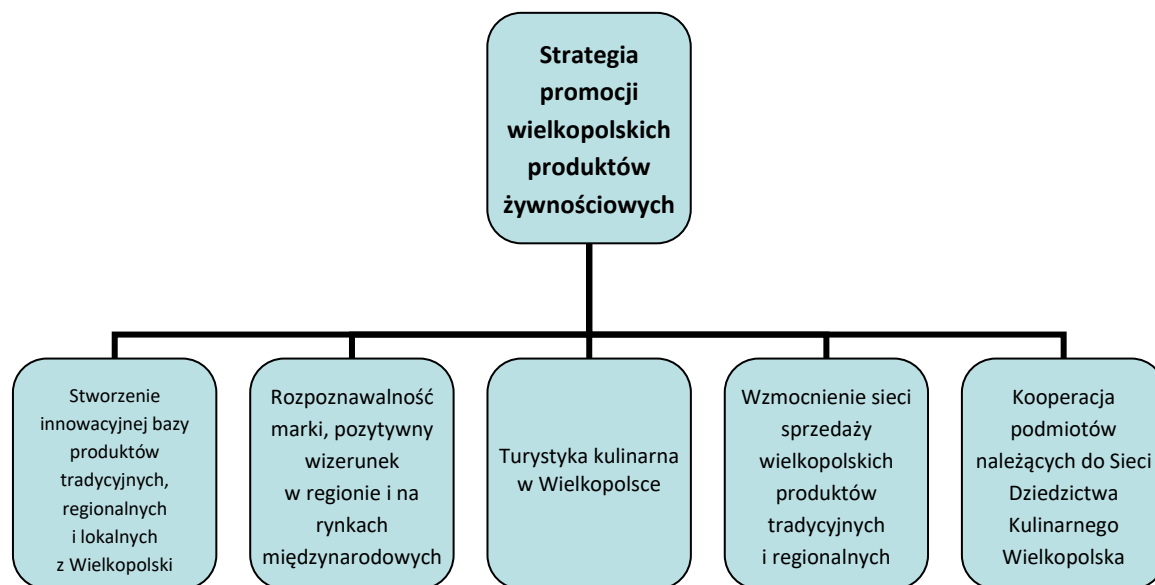 Strategia
promocji
wielkopolskich
produktów
żywnościowych
Stworzenie
innowacyjnej bazy
produktów
tradycyjnych,
regionalnych
i lokalnych
z Wielkopolski
Rozpoznawalność
marki, pozytywny
wizerunek
w regionie i na
rynkach
międzynarodowych
Turystyka kulinarna
w Wielkopolsce
Wzmocnienie sieci
sprzedaży
wielkopolskich
produktów
tradycyjnych
i regionalnych
Kooperacja
podmiotów
należących do Sieci
Dziedzictwa
Kulinarnego
Wielkopolska